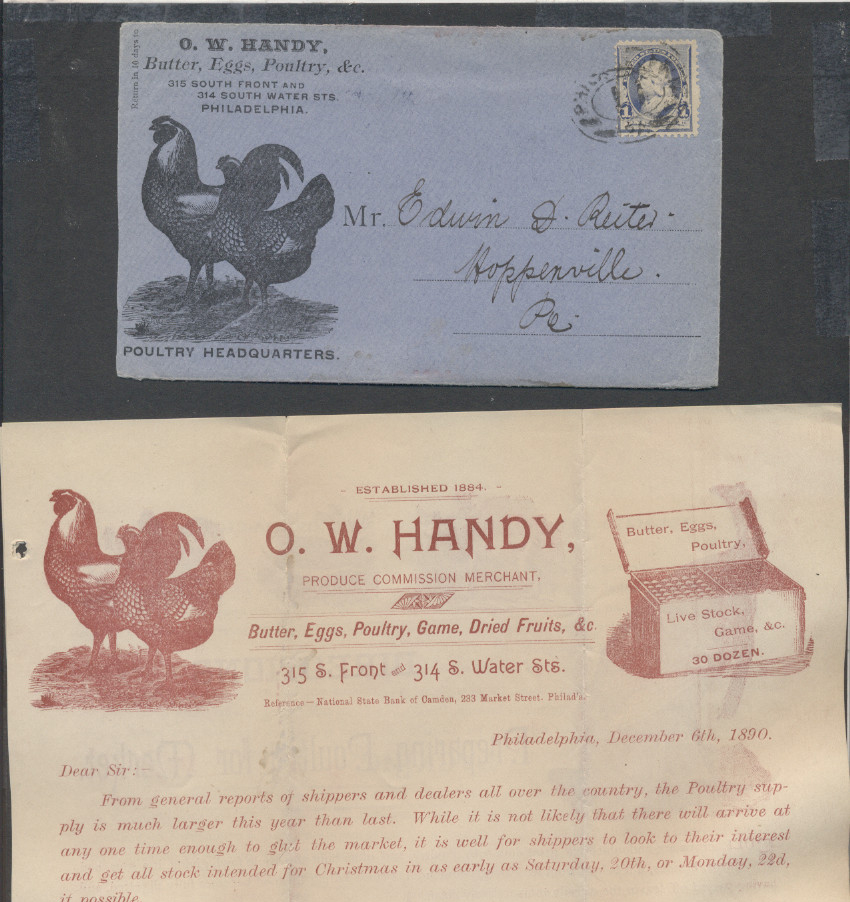 Return in 10 days to
O. W. HANDY,
Butter, Eggs, Poultry, &c.
315 SOUTH FRONT AND
314 SOUTH WATER STS.
PHILADELPHIA.
1 1
Mr. Edwin D. Reiter
Hoppenville.
Pa.
POULTRY HEADQUARTERS.
- ESTABLISHED 1884. -
O. W. HANDY,
PRODUCE COMMISSION MERCHANT,
Butter, Eggs, Poultry, Game, Dried Fruits, &c.
315 S. Front and 314 S. Water Sts.
Reference—National State Bank of Camden, 233 Market Street. Philad'a.
Butter, Eggs,
Poultry,
Live Stock,
Game, &c.
30 DOZEN.
Philadelphia, December 6th, 1890.
Dear Sir:-
From general reports of shippers and dealers all over the country, the Poultry sup-
ply is much larger this year than last. While it is not likely that there will arrive at
any one time enough to glut the market, it is well for shippers to look to their interest
and get all stock intended for Christmas in as early as Satyrday, 20th, or Monday, 22d,
if possible.